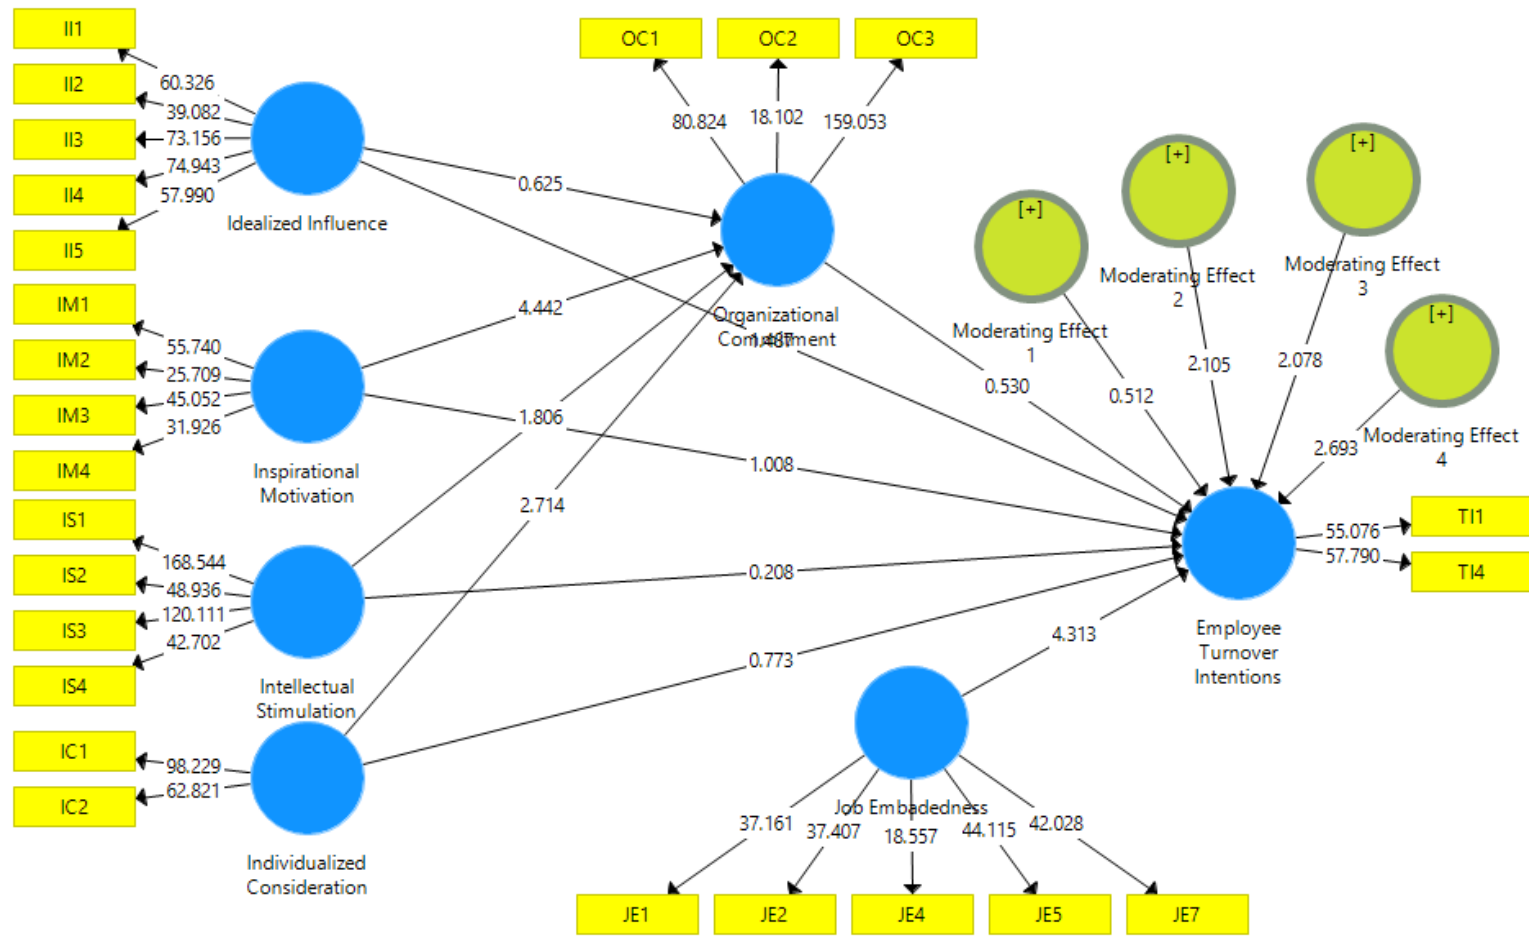 II1
II2
II3
II4
II5
60.326
39.082
73.156
74.943
57.990
Idealized Influence
IM1
IM2
IM3
IM4
55.740
25.709
45.052
31.926
Inspirational
Motivation
IS1
IS2
IS3
IS4
168.544
48.936
120.111
42.702
Intellectual
Stimulation
IC1
IC2
98.229
62.821
Individualized
Consideration
OC1
OC2
OC3
80.824
18.102
159.053
Organizational
Commitment
0.625
4.442
1.806
2.714
1.008
0.208
0.773
0.530
0.512
2.105
2.078
2.693
4.313
[+]
Moderating Effect
1
[+]
Moderating Effect
2
[+]
Moderating Effect
3
[+]
Moderating Effect
4
Employee
Turnover
Intentions
55.076
57.790
TI1
TI4
Job Embadedness
37.161
37.407
18.557
44.115
42.028
JE1
JE2
JE4
JE5
JE7